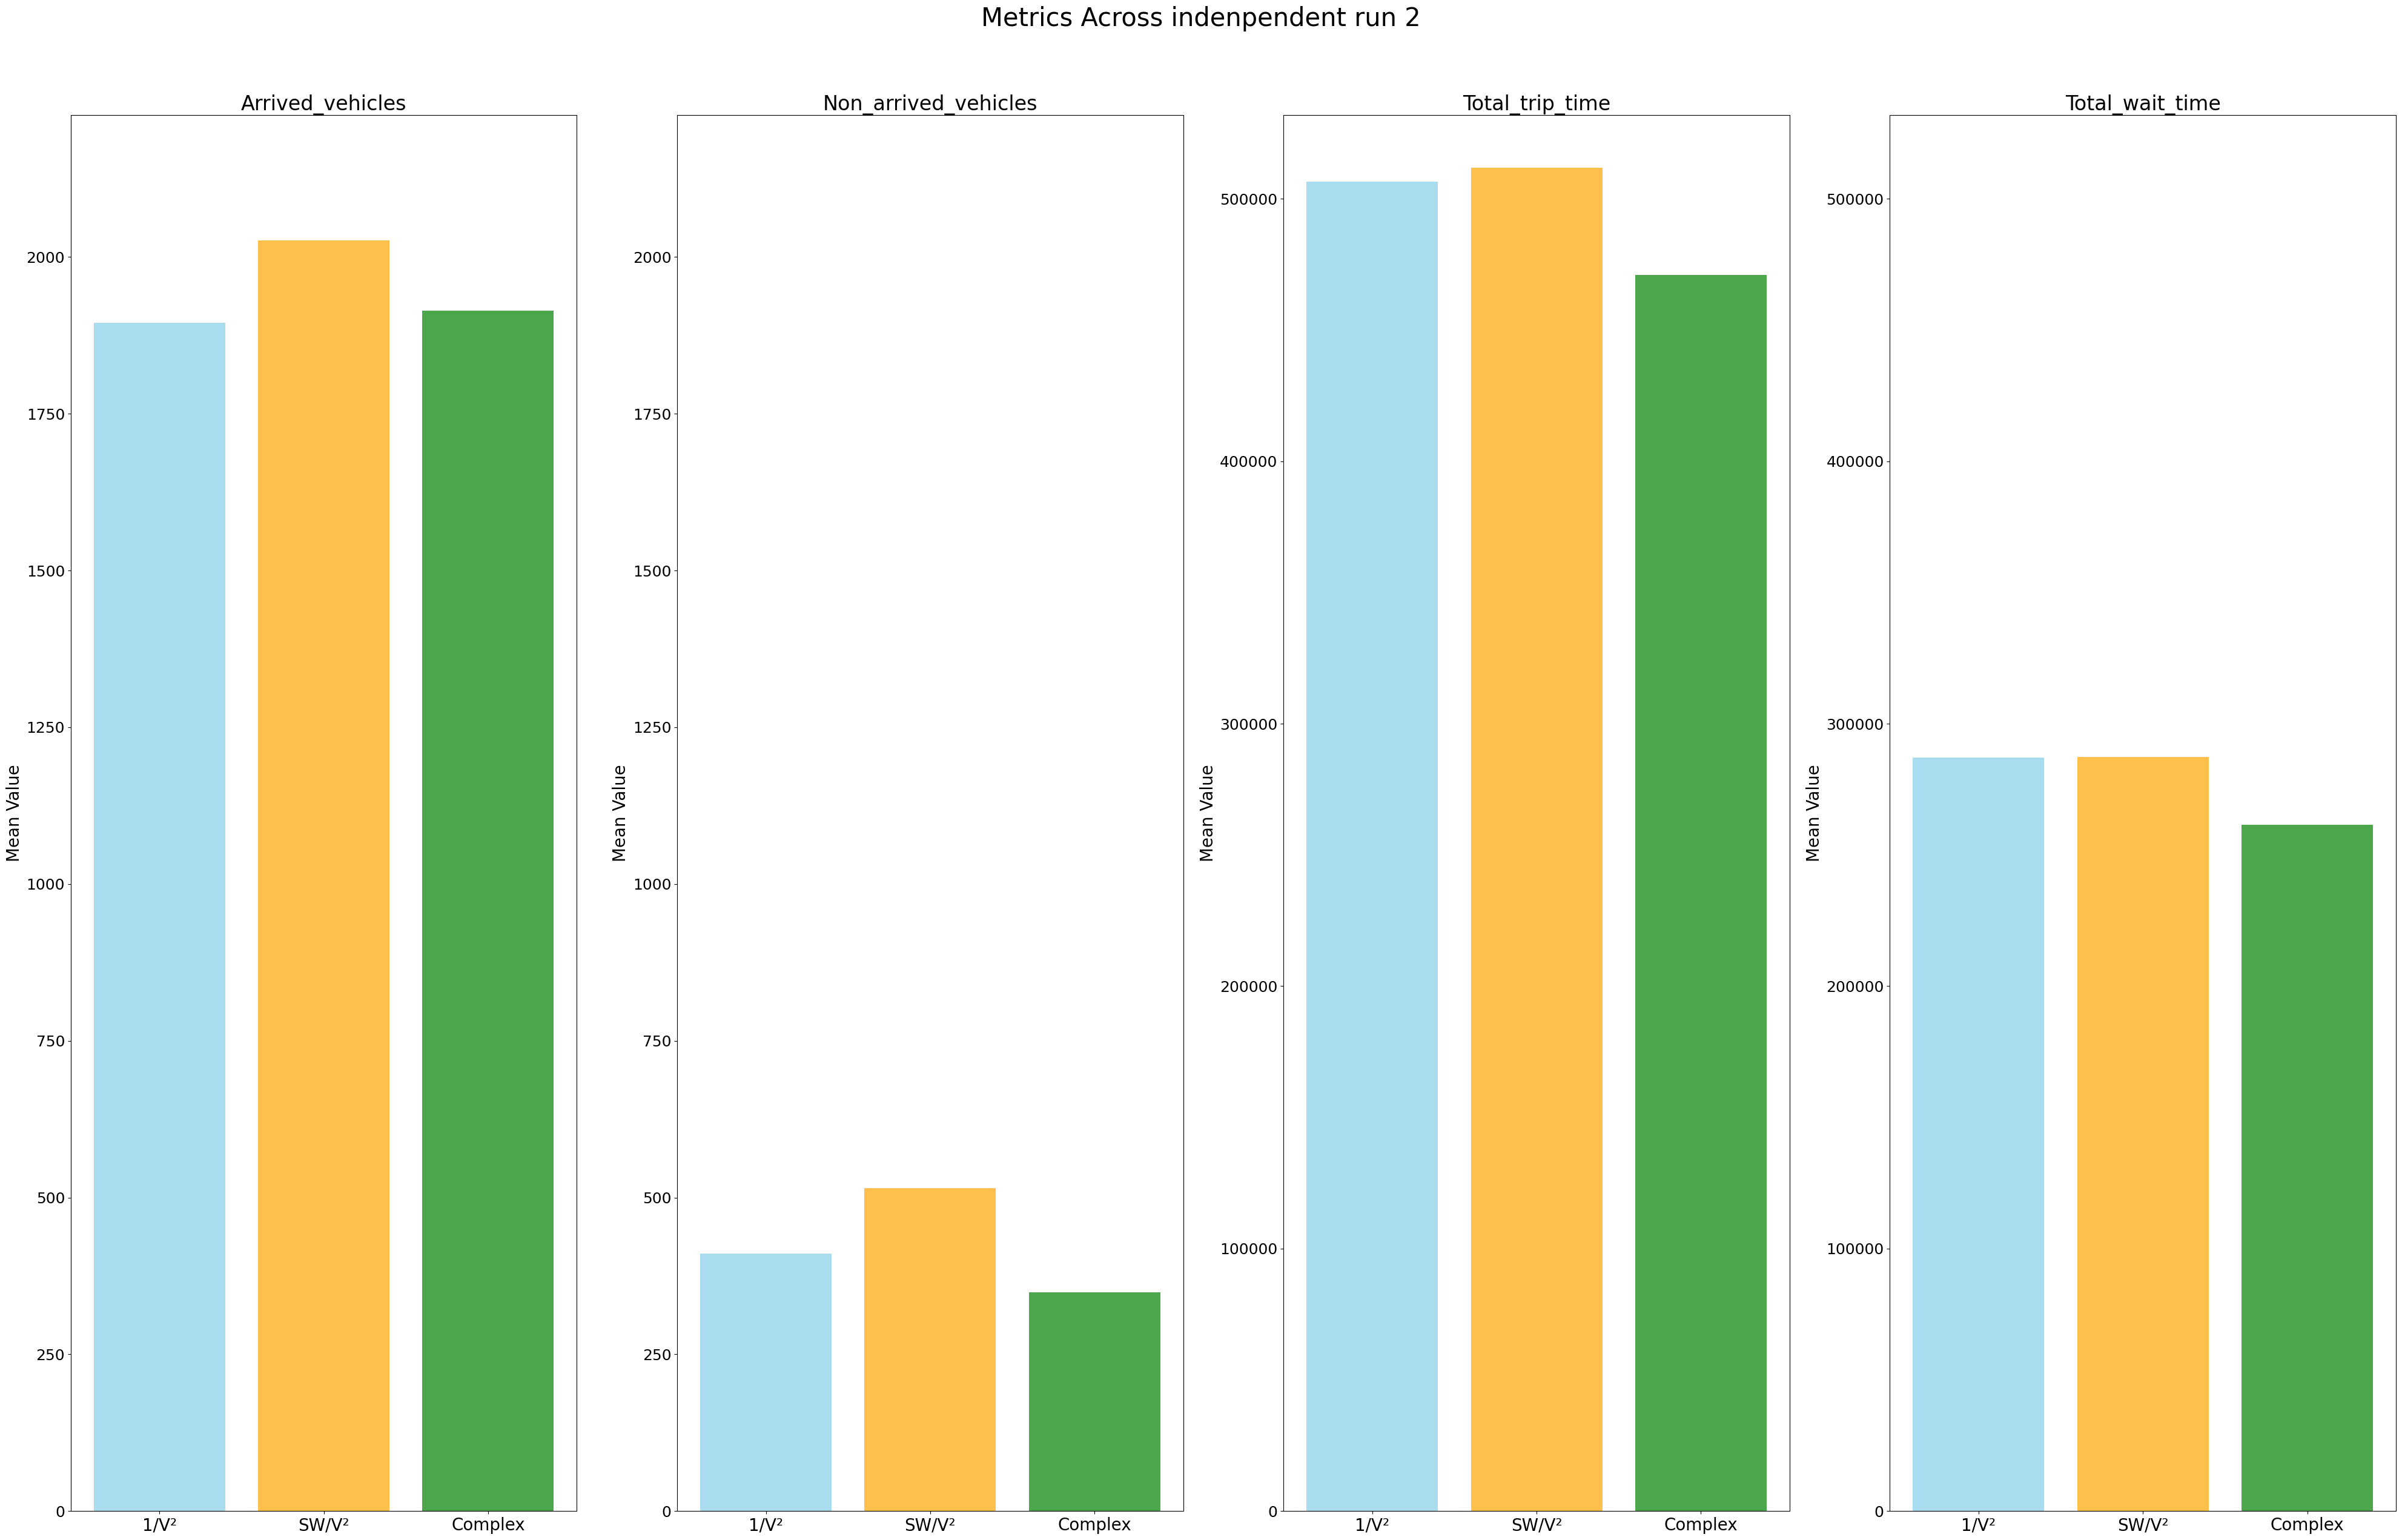 Metrics Across indenpendent run 2
Arrived_vehicles
Mean Value
2000
1750
1500
1250
1000
750
500
250
0
1/V²
SW/V²
Complex
Non_arrived_vehicles
Mean Value
2000
1750
1500
1250
1000
750
500
250
0
1/V²
SW/V²
Complex
Total_trip_time
Mean Value
500000
400000
300000
200000
100000
0
1/V²
SW/V²
Complex
Total_wait_time
Mean Value
500000
400000
300000
200000
100000
0
1/V²
SW/V²
Complex